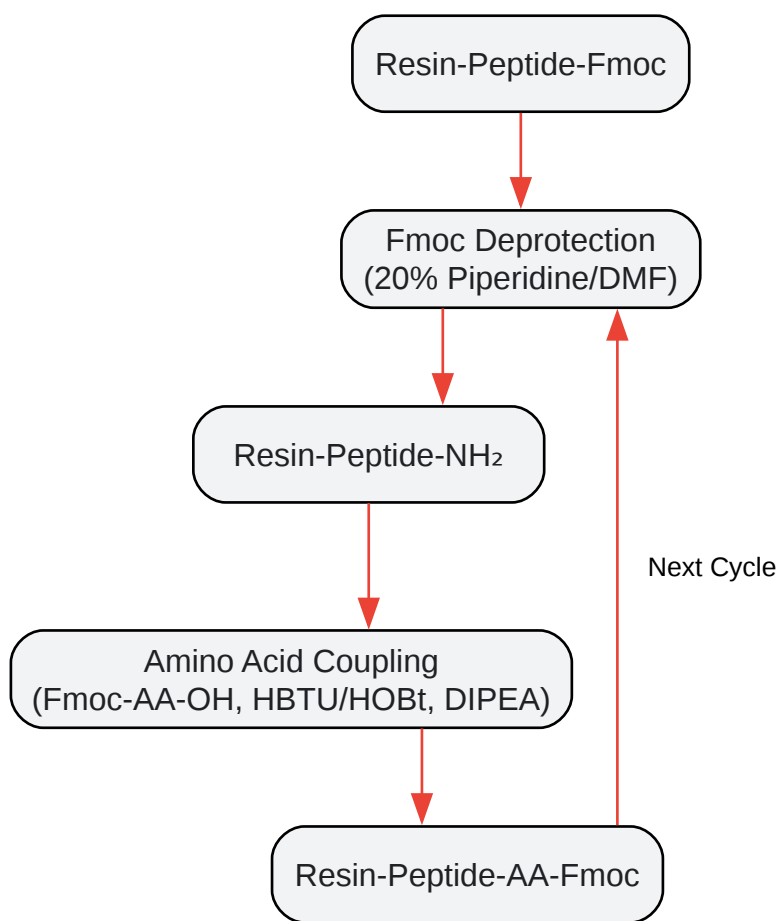 Resin-Peptide-Fmoc
Fmoc Deprotection
(20% Piperidine/DMF)
Resin-Peptide-NH₂
Next Cycle
Amino Acid Coupling
(Fmoc-AA-OH, HBTU/HOBt, DIPEA)
Resin-Peptide-AA-Fmoc